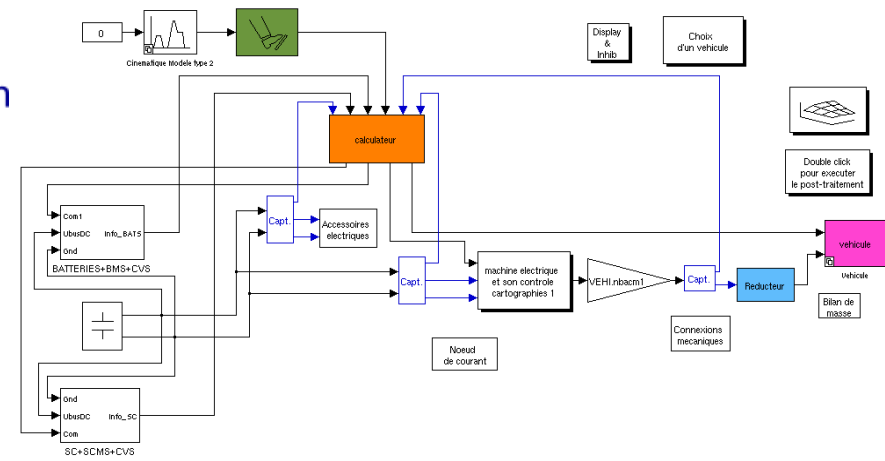 0
Cinematique Modele type 2
Display
&
Inhib
Choix
d'un vehicule
n
calculateur
Double click
pour executer
le post-traitement
Com1
UbusDC
Info_BATS
Gnd
BATTERIES+BMS+CVS
Capt.
Accessoires
electriques
Capt.
machine electrique
et son controle
cartographies 1
VEHI.nbacm1
Capt.
Reducteur
vehicule
Vehicule
Bilan de
masse
Connexions
mecaniques
Noeud
de courant
Gnd
UbusDC
Info_SC
Com
SC+SCMS+CVS